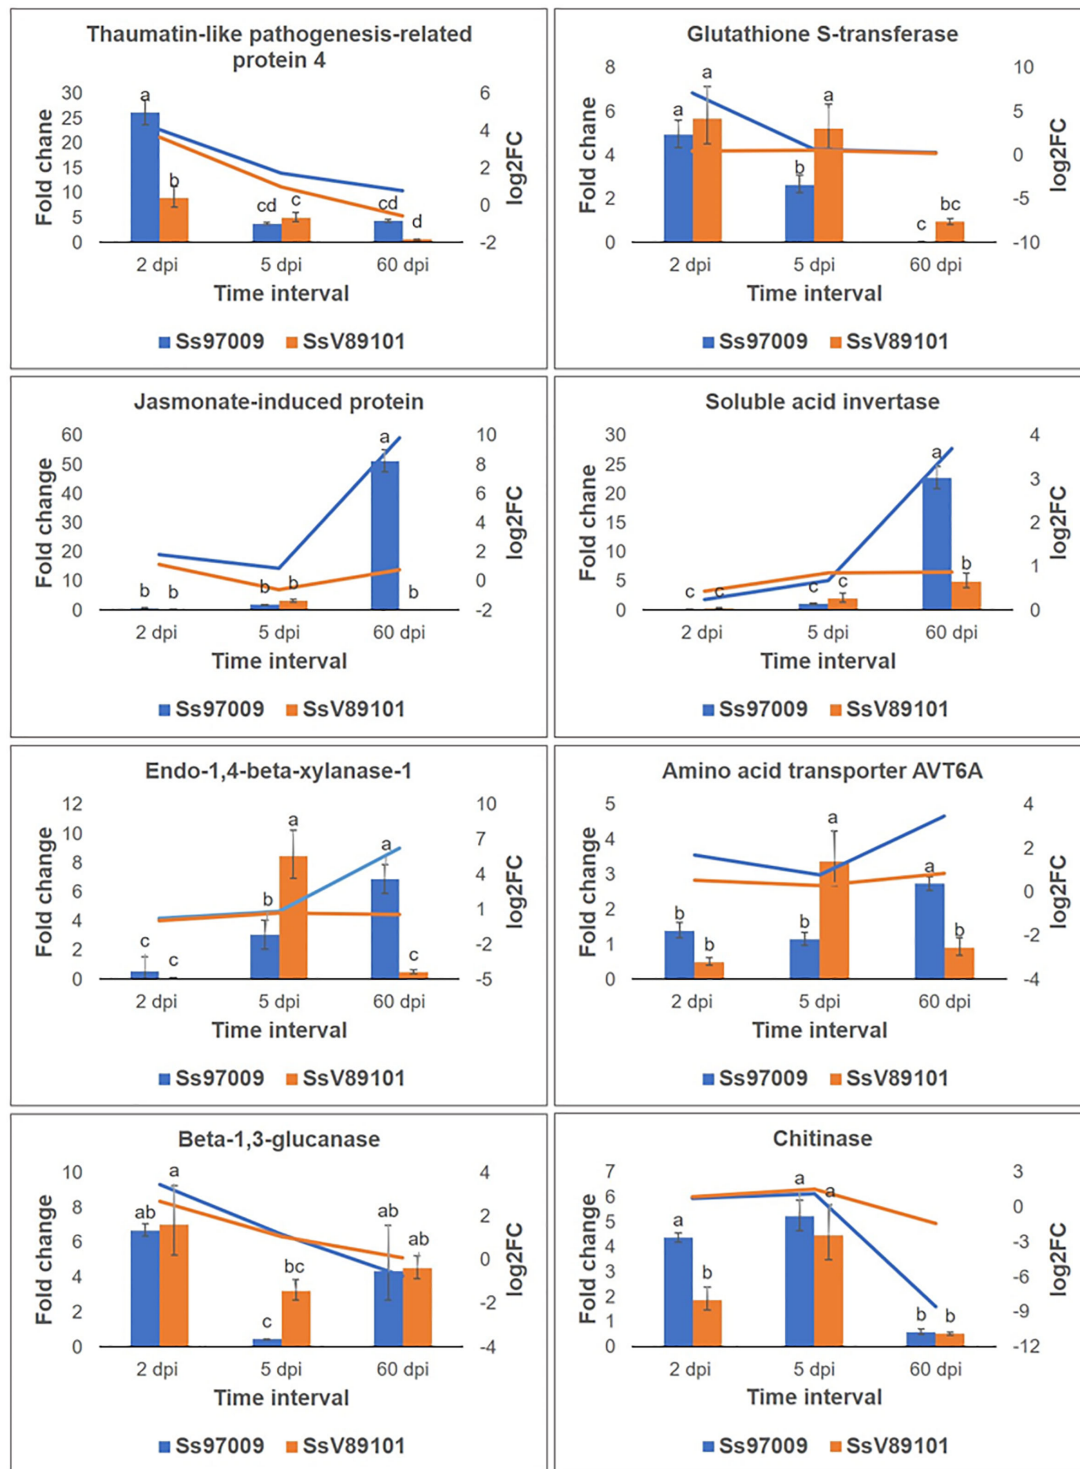 Thaumatin-like pathogenesis-related
protein 4
Fold chane
30
25
20
15
10
5
0
6
4
2
0
-2
log2FC
a
b
cd
c
cd
d
2 dpi 5 dpi 60 dpi
Time interval
Ss97009 SsV89101
Glutathione S-transferase
Fold chane
8
6
4
2
0
10
5
0
-5
-10
log2FC
a
a
b
a
c
bc
2 dpi 5 dpi 60 dpi
Time interval
Ss97009 SsV89101
Jasmonate-induced protein
Fold change
60
50
40
30
20
10
0
10
8
6
4
2
0
-2
log2FC
b
b
b
b
a
b
2 dpi 5 dpi 60 dpi
Time interval
Ss97009 SsV89101
Soluble acid invertase
Fold chane
30
25
20
15
10
5
0
4
3
2
1
0
log2FC
c
c
c
c
a
b
2 dpi 5 dpi 60 dpi
Time interval
Ss97009 SsV89101
Endo-1,4-beta-xylanase-1
Fold change
12
10
8
6
4
2
0
10
7
4
1
-2
-5
log2FC
c
c
b
a
a
c
2 dpi 5 dpi 60 dpi
Time interval
Ss97009 SsV89101
Amino acid transporter AVT6A
Fold change
5
4
3
2
1
0
4
2
0
-2
-4
log2FC
b
b
b
a
a
b
2 dpi 5 dpi 60 dpi
Time interval
Ss97009 SsV89101
Beta-1,3-glucanase
Fold change
10
8
6
4
2
0
4
2
0
-2
-4
log2FC
ab
a
c
bc
ab
ab
2 dpi 5 dpi 60 dpi
Time interval
Ss97009 SsV89101
Chitinase
Fold change
7
6
5
4
3
2
1
0
3
0
-3
-6
-9
-12
log2FC
a
b
a
a
b
b
2 dpi 5 dpi 60 dpi
Time interval
Ss97009 SsV89101